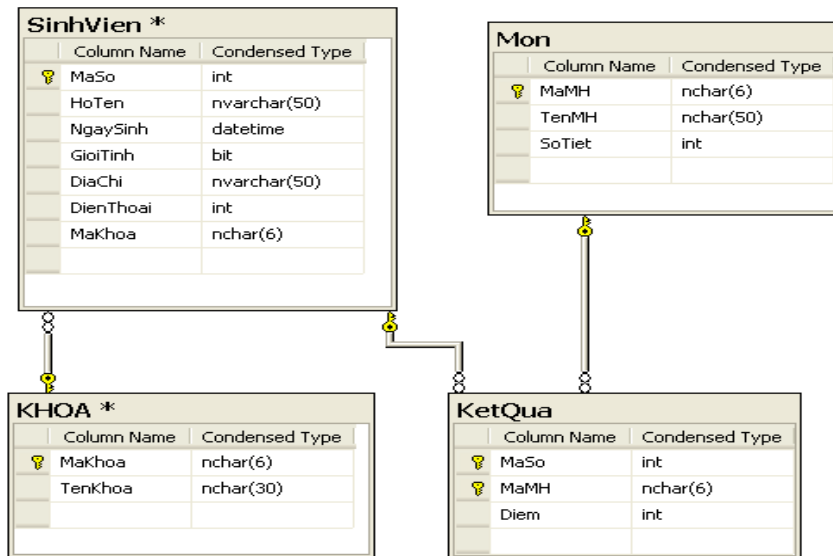 SinhVien *
Column Name Condensed Type
MaSo int
HoTen nvarchar(50)
NgaySinh datetime
GioiTinh bit
DiaChi nvarchar(50)
DienThoai int
MaKhoa nchar(6)
Mon
Column Name Condensed Type
MaMH nchar(6)
TenMH nchar(50)
SoTiet int
KHOA *
Column Name Condensed Type
MaKhoa nchar(6)
TenKhoa nchar(30)
KetQua
Column Name Condensed Type
MaSo int
MaMH nchar(6)
Diem int